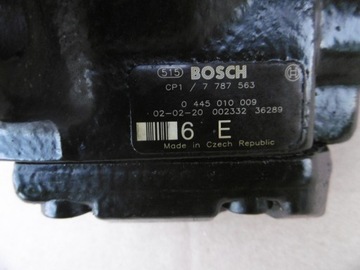 515 BOSCH
CP1 / 7 787 563
0 445 010 009
02-02-20 002332 36289
6 E
Made in Czech Republic